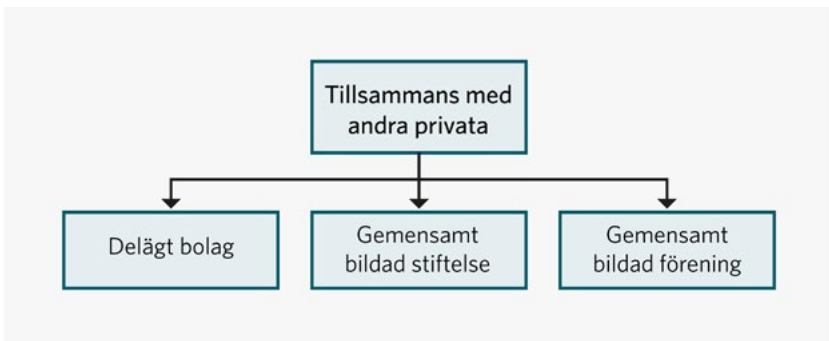 Tillsammans med
andra privata
Delägt bolag
Gemensamt
bildad stiftelse
Gemensamt
bildad förening